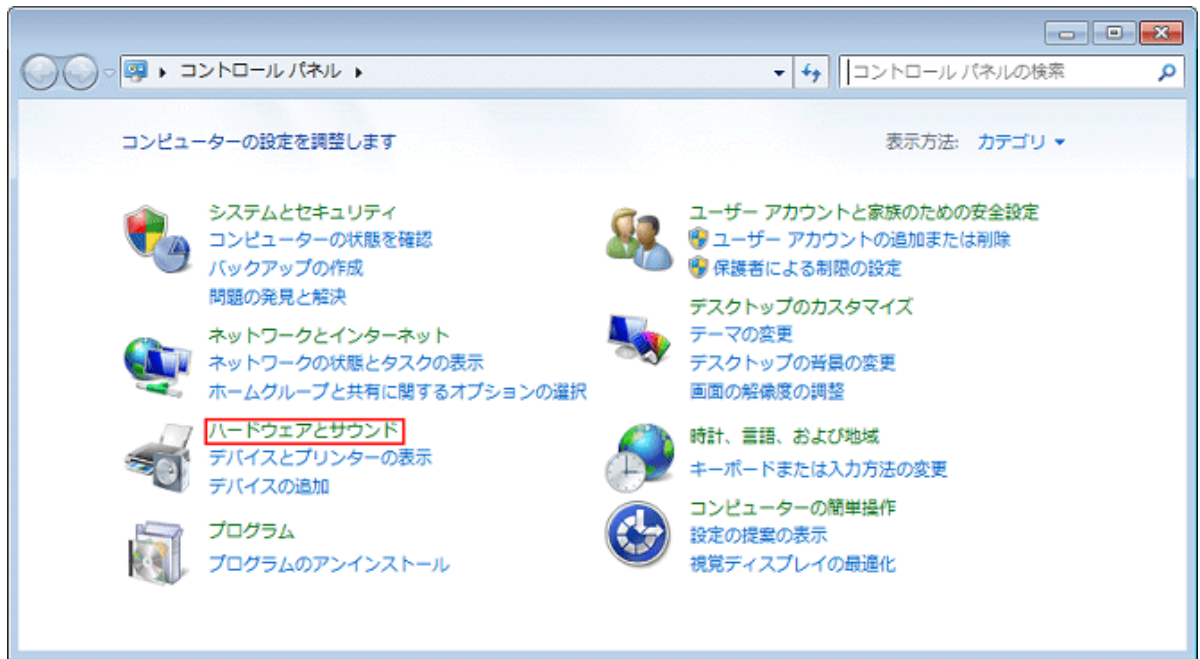 コントロール パネル
コントロール パネルの検索
コンピューターの設定を調整します
表示方法: カテゴリ
システムとセキュリティ
コンピューターの状態を確認
バックアップの作成
問題の発見と解決
ネットワークとインターネット
ネットワークの状態とタスクの表示
ホームグループと共有に関するオプションの選択
ハードウェアとサウンド
デバイスとプリンターの表示
デバイスの追加
プログラム
プログラムのアンインストール
ユーザー アカウントと家族のための安全設定
ユーザー アカウントの追加または削除
保護者による制限の設定
デスクトップのカスタマイズ
テーマの変更
デスクトップの背景の変更
画面の解像度の調整
時計、言語、および地域
キーボードまたは入力方法の変更
コンピューターの簡単操作
設定の提案の表示
視覚ディスプレイの最適化